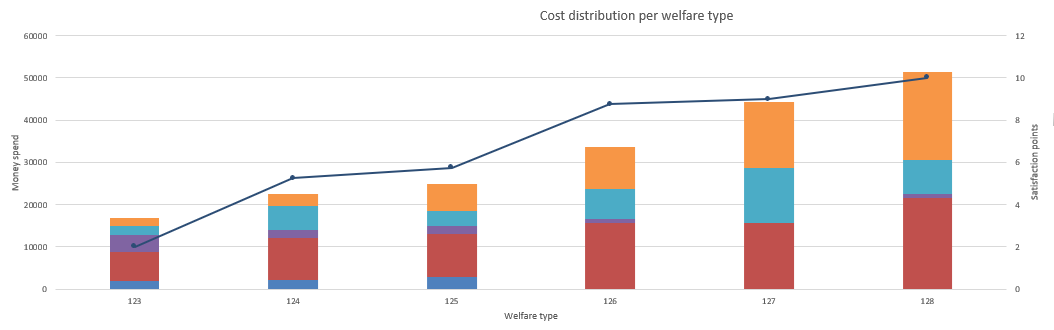 Cost distribution per welfare type
60000
50000
40000
30000
20000
10000
0
Money spend
12
10
8
6
4
2
0
Satisfaction points
123 124 125 126 127 128
Welfare type